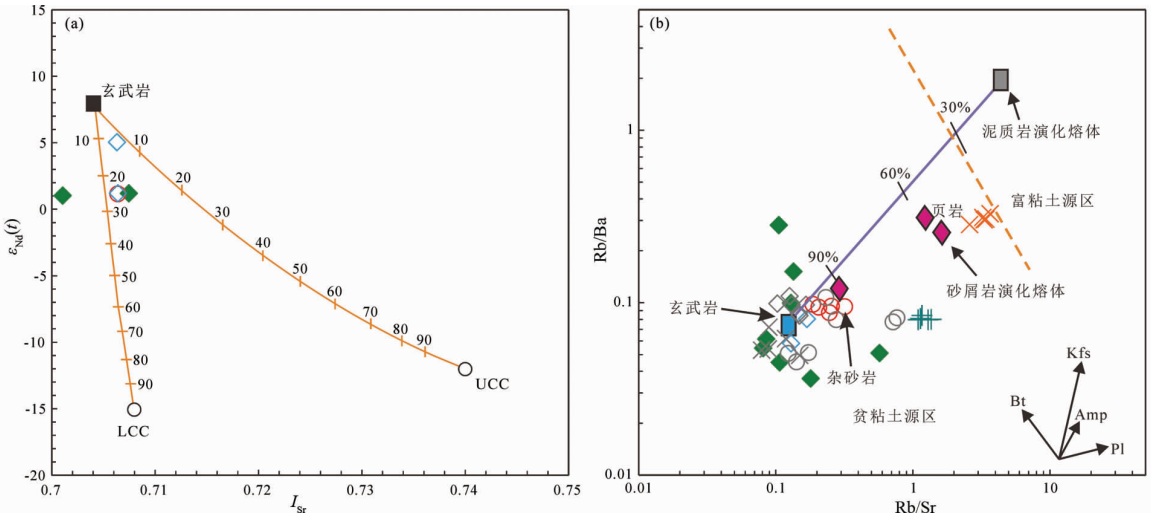 (a)
15
10
5
0
-5
-10
-15
-20
εNd(t)
玄武岩
10
20
30
40
50
60
70
80
90
LCC
10
20
30
40
50
60
70
80
90
UCC
0.7
0.71
0.72
0.73
0.74
0.75
ISr
(b)
1
0.1
0.01
Rb/Ba
30%
泥质岩演化熔体
60%
富粘土源区
页岩
90%
砂屑岩演化熔体
玄武岩
杂砂岩
贫粘土源区
Kfs
Bt
Amp
Pl
0.01
0.1
1
10
Rb/Sr